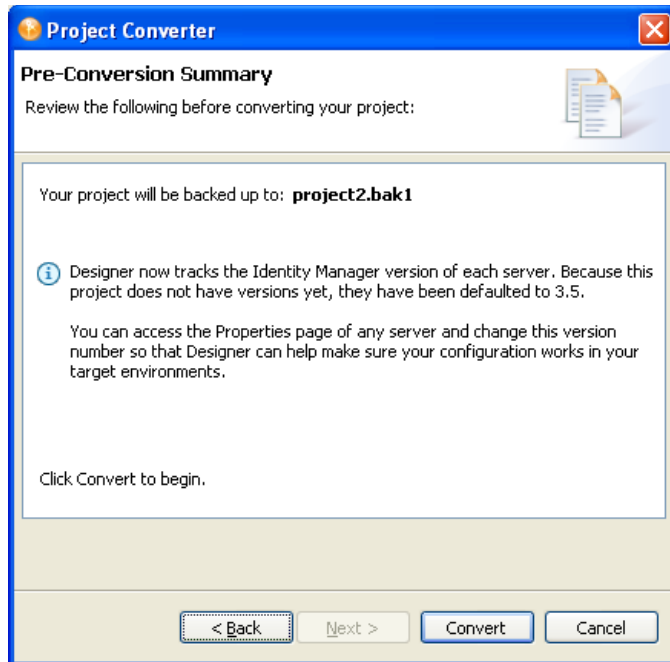 Project Converter
Pre-Conversion Summary
Review the following before converting your project:
Your project will be backed up to: project2.bak1
Designer now tracks the Identity Manager version of each server. Because this
project does not have versions yet, they have been defaulted to 3.5.
You can access the Properties page of any server and change this version
number so that Designer can help make sure your configuration works in your
target environments.
Click Convert to begin.
< Back
Next >
Convert
Cancel